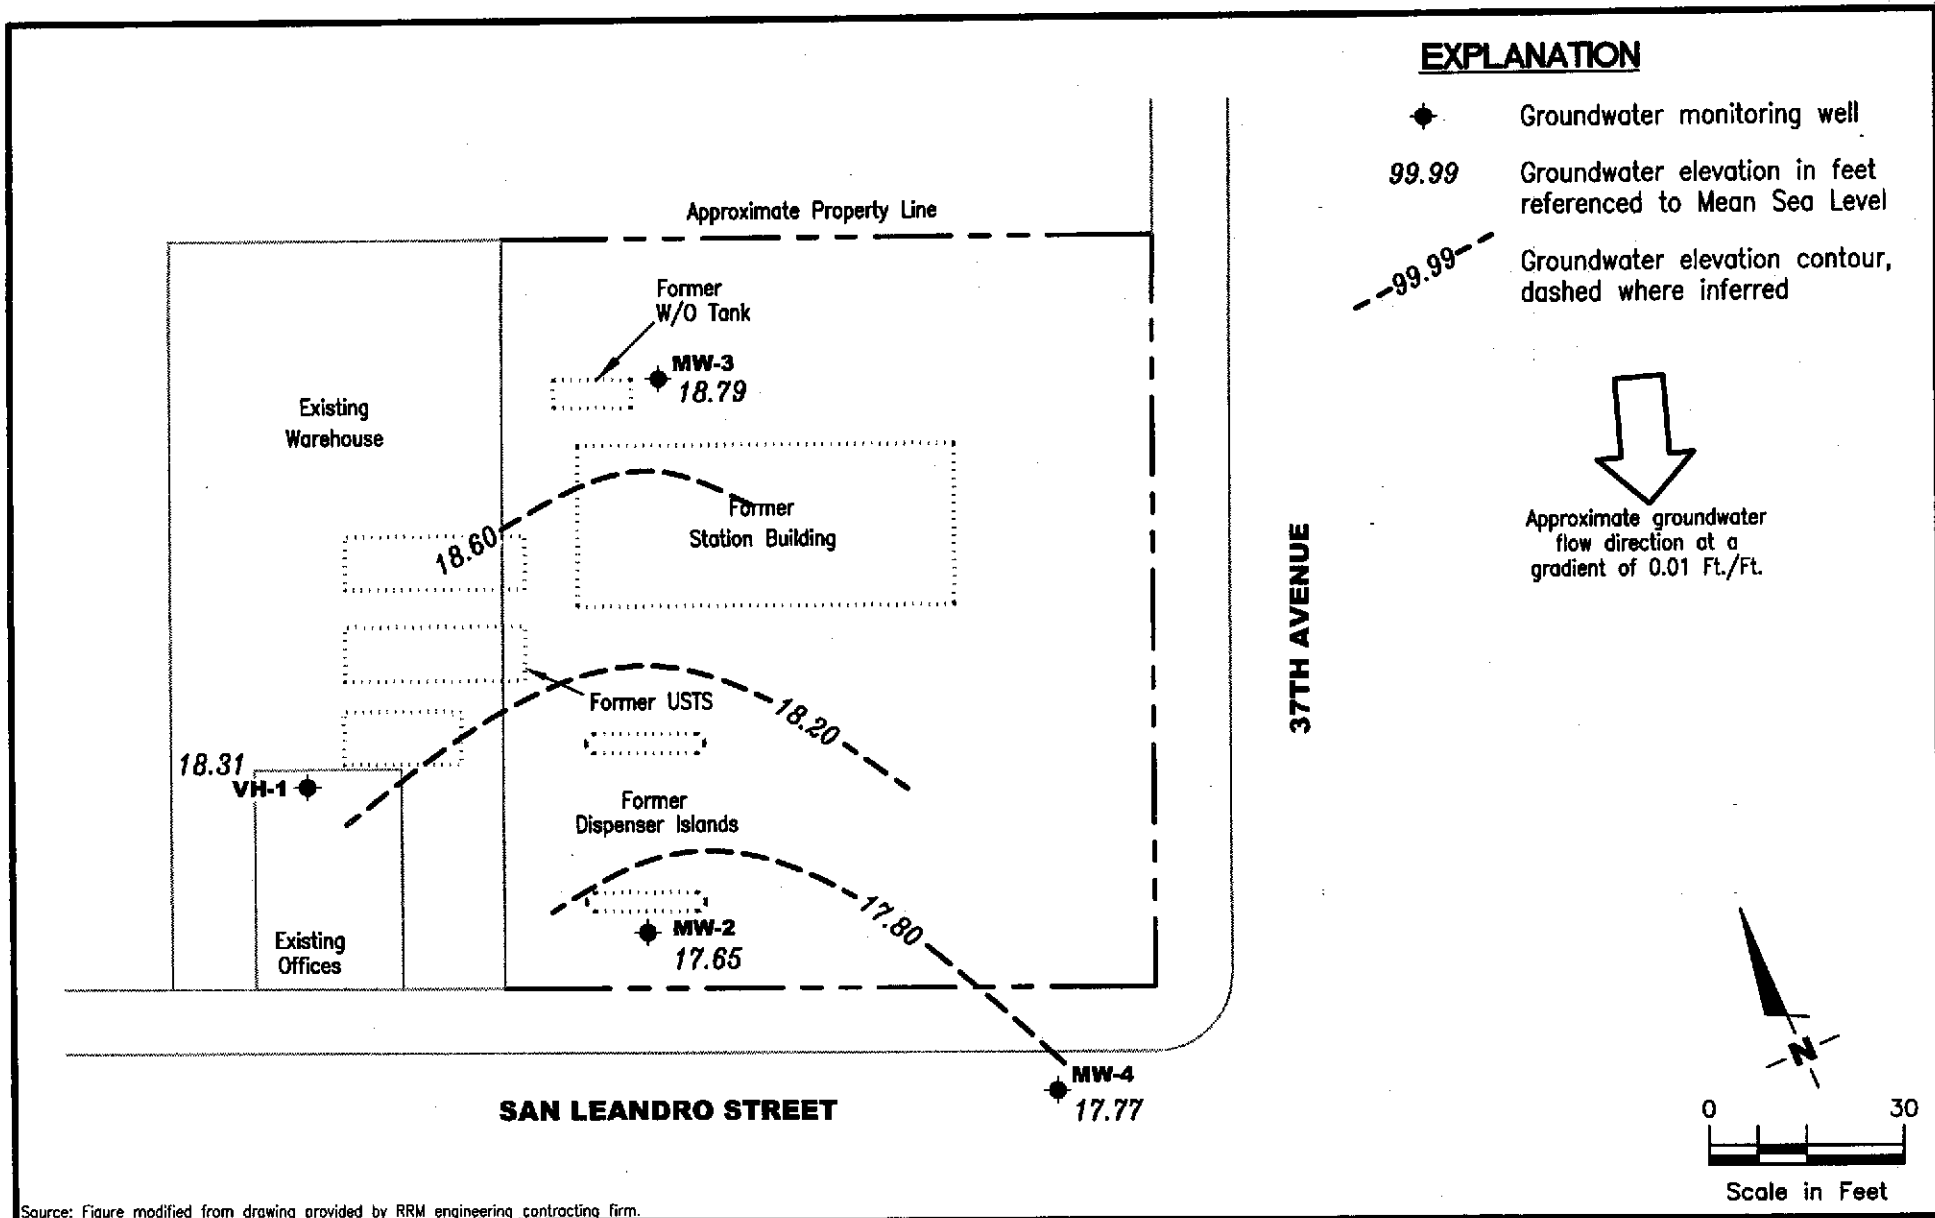 EXPLANATION
Groundwater monitoring well
99.99
Groundwater elevation in feet
referenced to Mean Sea Level
99.99
Groundwater elevation contour,
dashed where inferred
Approximate groundwater
flow direction at a
gradient of 0.01 Ft./Ft.
Approximate Property Line
Former
W/O Tank
MW-3
18.79
Existing
Warehouse
Former
Station Building
18.60
Former USTS
18.20
18.31
VH-1
Former
Dispenser Islands
17.80
MW-2
17.65
Existing
Offices
37TH AVENUE
MW-4
17.77
SAN LEANDRO STREET
N
0 30
Scale in Feet
Source: Figure modified from drawing provided by RRM engineering contracting firm.